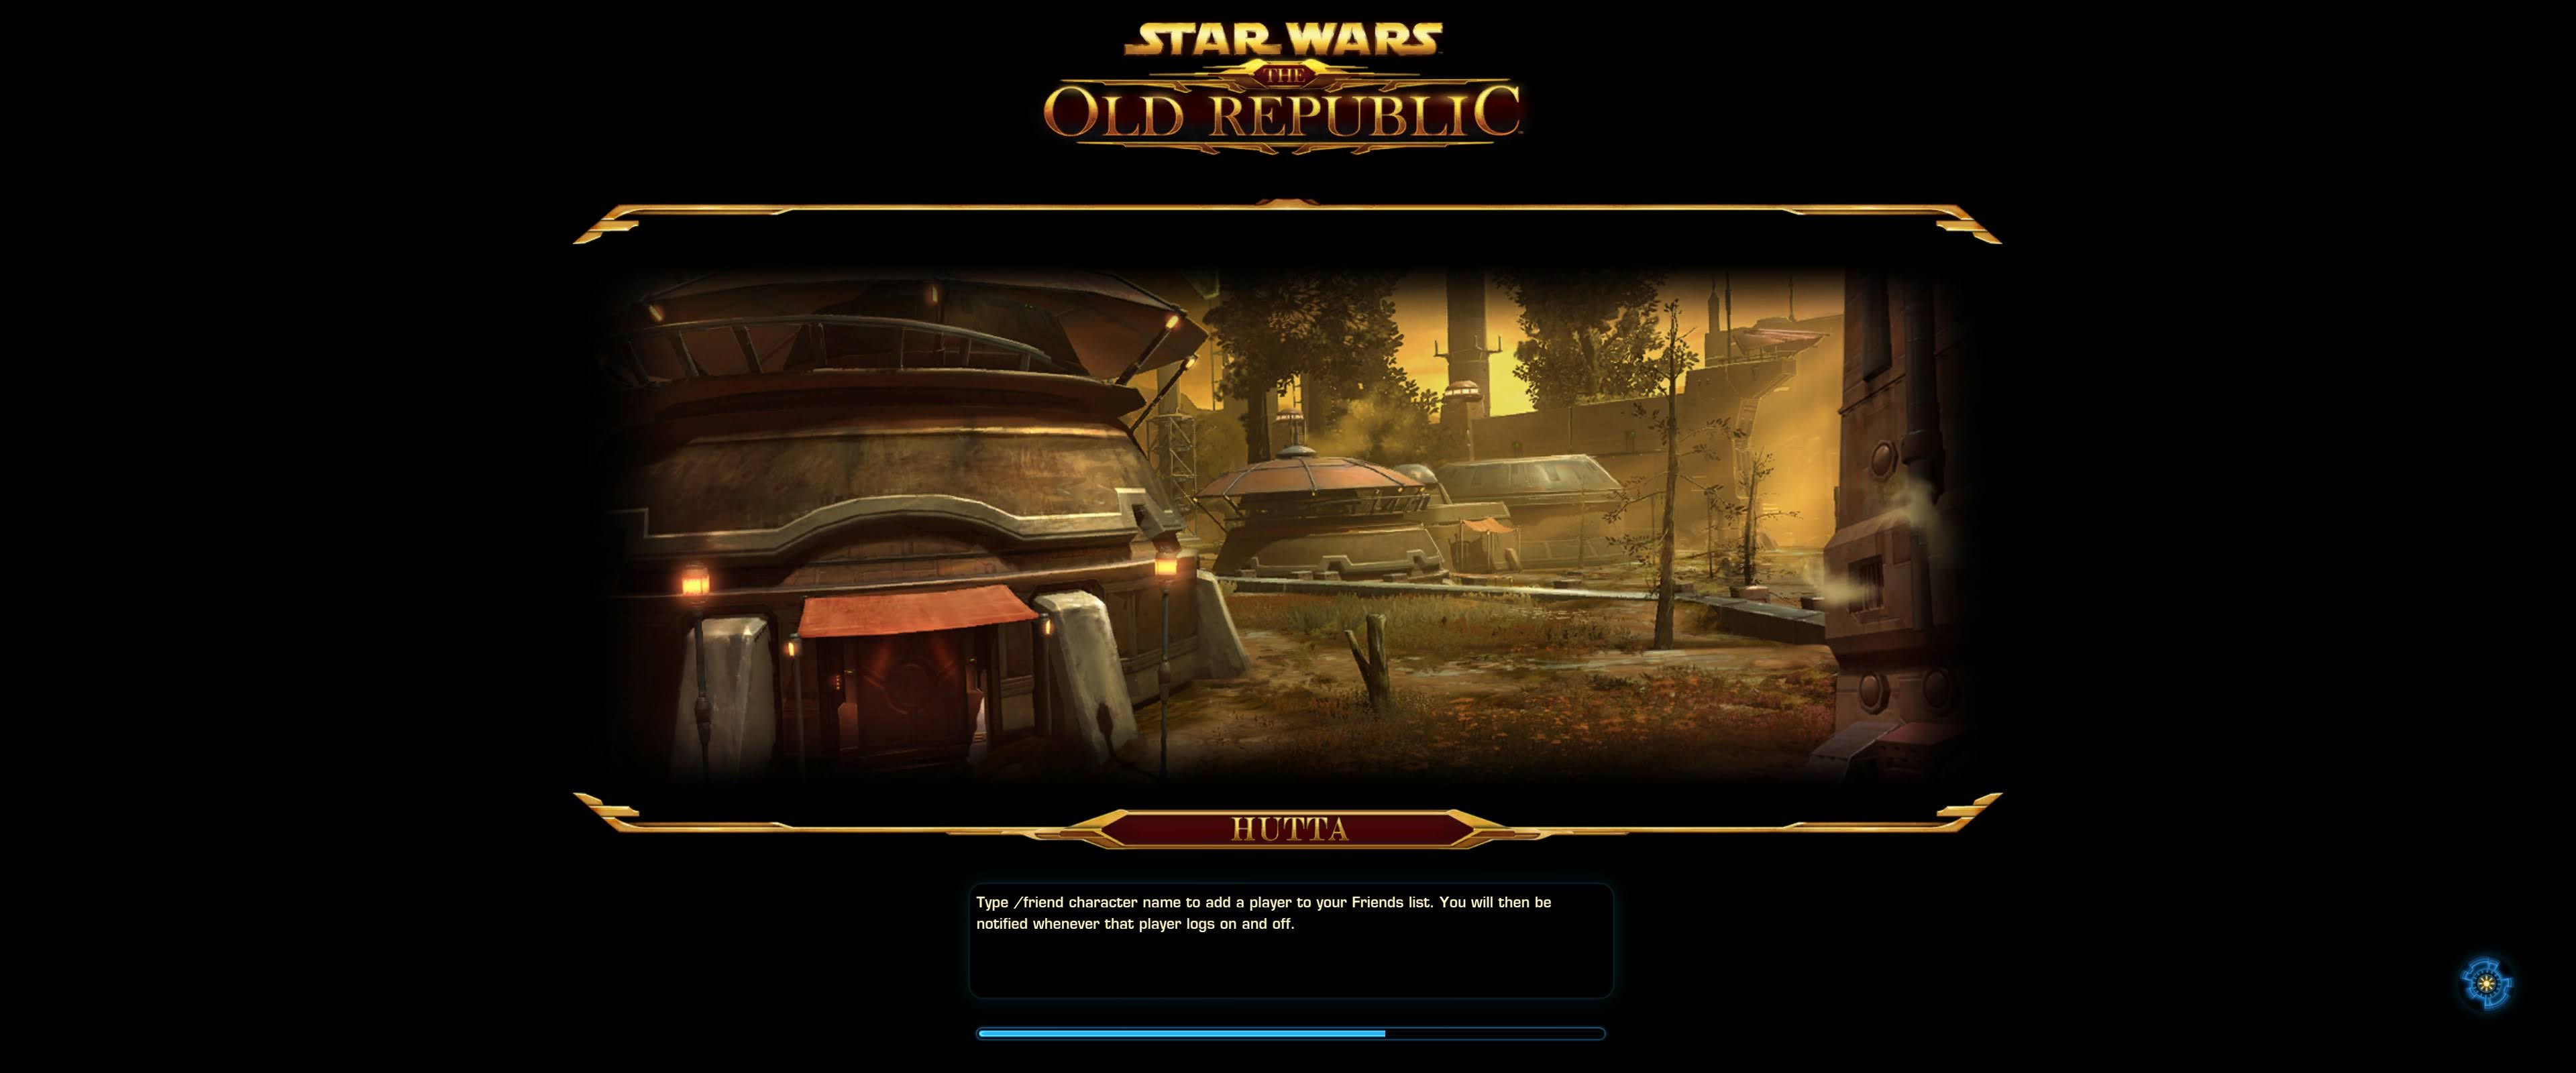 STAR WARS
THE
OLD REPUBLIC
HUTTA
Type /friend character name to add a player to your Friends list. You will then be
notified whenever that player logs on and off.